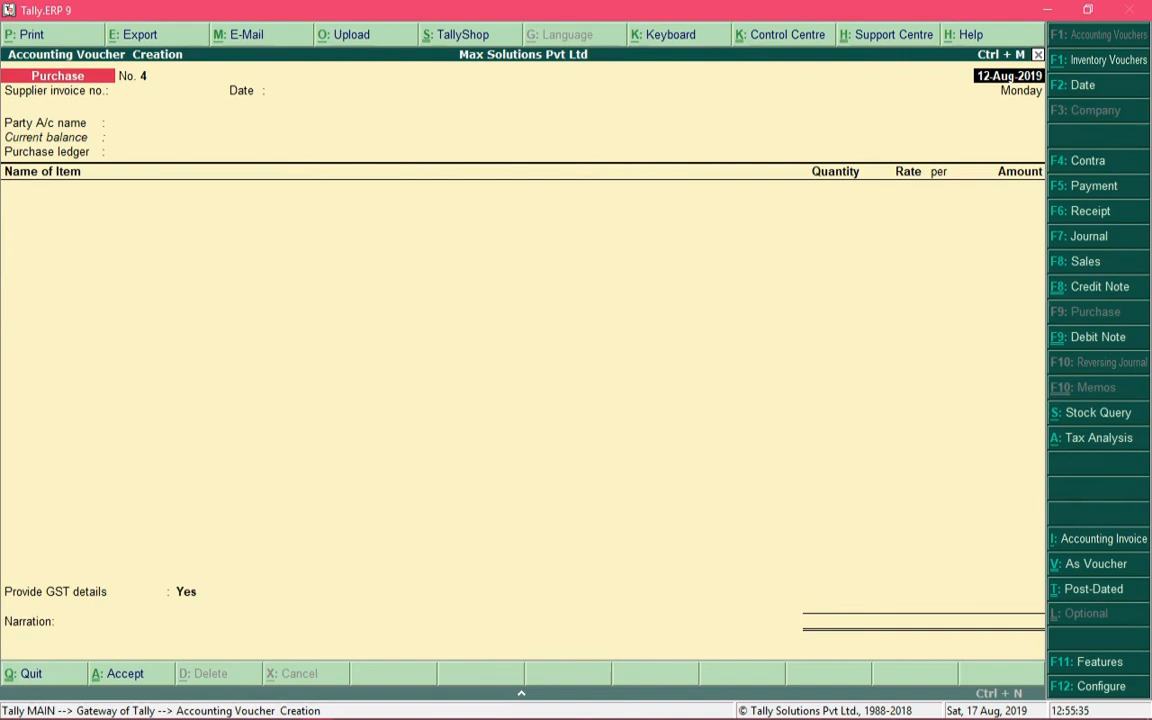 Tally.ERP 9
P: Print E: Export M: E-Mail O: Upload S: TallyShop G: Language K: Keyboard K: Control Centre H: Support Centre H: Help
Accounting Voucher Creation Max Solutions Pvt Ltd Ctrl + M
Purchase No. 4 12-Aug-2019
Supplier invoice no.: Date : Monday
Party A/c name :
Current balance :
Purchase ledger :
Name of Item Quantity Rate per Amount
Provide GST details : Yes
Narration:
F1: Accounting Vouchers
F1: Inventory Vouchers
F2: Date
F3: Company
F4: Contra
F5: Payment
F6: Receipt
F7: Journal
F8: Sales
F8: Credit Note
F9: Purchase
F9: Debit Note
F10: Reversing Journal
F10: Memos
S: Stock Query
A: Tax Analysis
I: Accounting Invoice
V: As Voucher
T: Post-Dated
L: Optional
F11: Features
F12: Configure
Q: Quit A: Accept D: Delete X: Cancel
Ctrl + N
Tally MAIN --> Gateway of Tally --> Accounting Voucher Creation © Tally Solutions Pvt Ltd., 1988-2018 Sat, 17 Aug, 2019 12:55:35